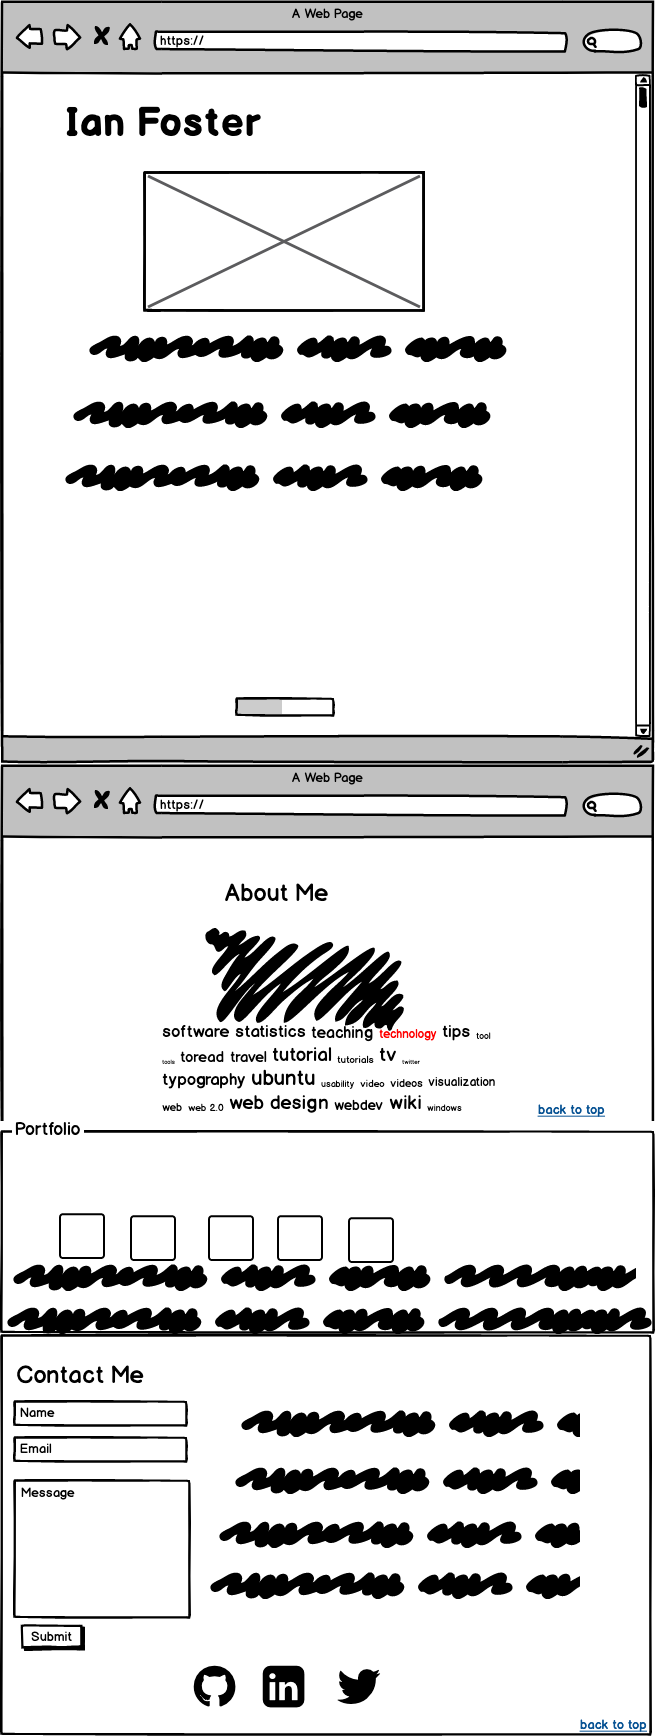 A Web Page
https://
Ian Foster
A Web Page
https://
About Me
software statistics teaching technology tips tool
tools toread travel tutorial tutorials tv twitter
typography ubuntu usability video videos visualization
web web 2.0 web design webdev wiki windows
back to top
Portfolio
Contact Me
Name
Email
Message
Submit
in
back to top